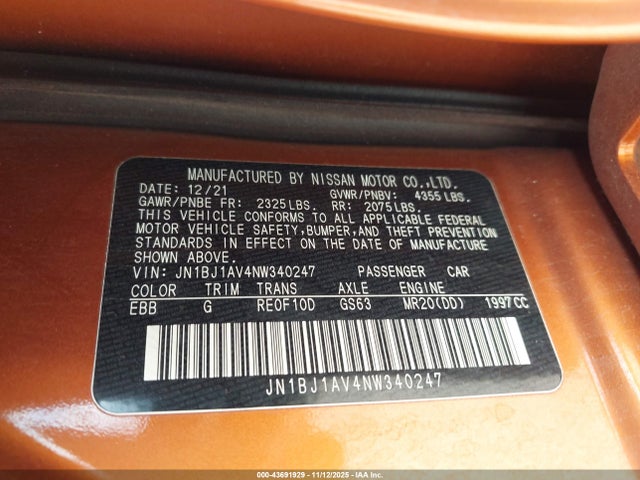 MANUFACTURED BY NISSAN MOTOR CO.,LTD.
DATE: 12/21 GVWR/PNBV: 4355 LBS.
GAWR/PNBE FR: 2325 LBS. RR: 2075 LBS.
THIS VEHICLE CONFORMS TO ALL APPLICABLE FEDERAL
MOTOR VEHICLE SAFETY, BUMPER, AND THEFT PREVENTION
STANDARDS IN EFFECT ON THE DATE OF MANUFACTURE
SHOWN ABOVE.
VIN: JN1BJ1AV4NW340247 PASSENGER CAR
COLOR TRIM TRANS AXLE ENGINE
EBB G RE0F10D GS63 MR20(DD) 1997CC
JN1BJ1AV4NW340247
000-43691929 - 11/12/2025 - IAA Inc.